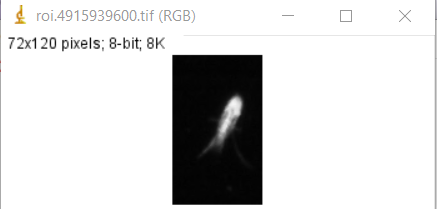 roi.4915939600.tif (RGB)
72x120 pixels; 8-bit; 8K